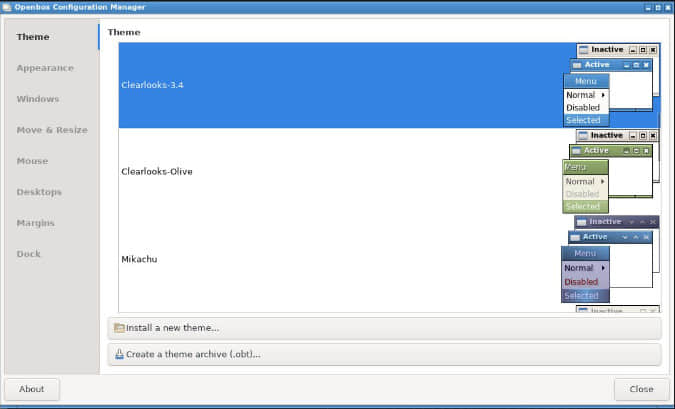 Openbox Configuration Manager
Theme
Appearance
Windows
Move & Resize
Mouse
Desktops
Margins
Dock
Theme
Clearlooks-3.4
Inactive
Active
Menu
Normal
Disabled
Selected
Clearlooks-Olive
Inactive
Active
Menu
Normal
Disabled
Selected
Mikachu
Inactive
Active
Menu
Normal
Disabled
Selected
Inactive
Install a new theme...
Create a theme archive (.obt)...
About
Close